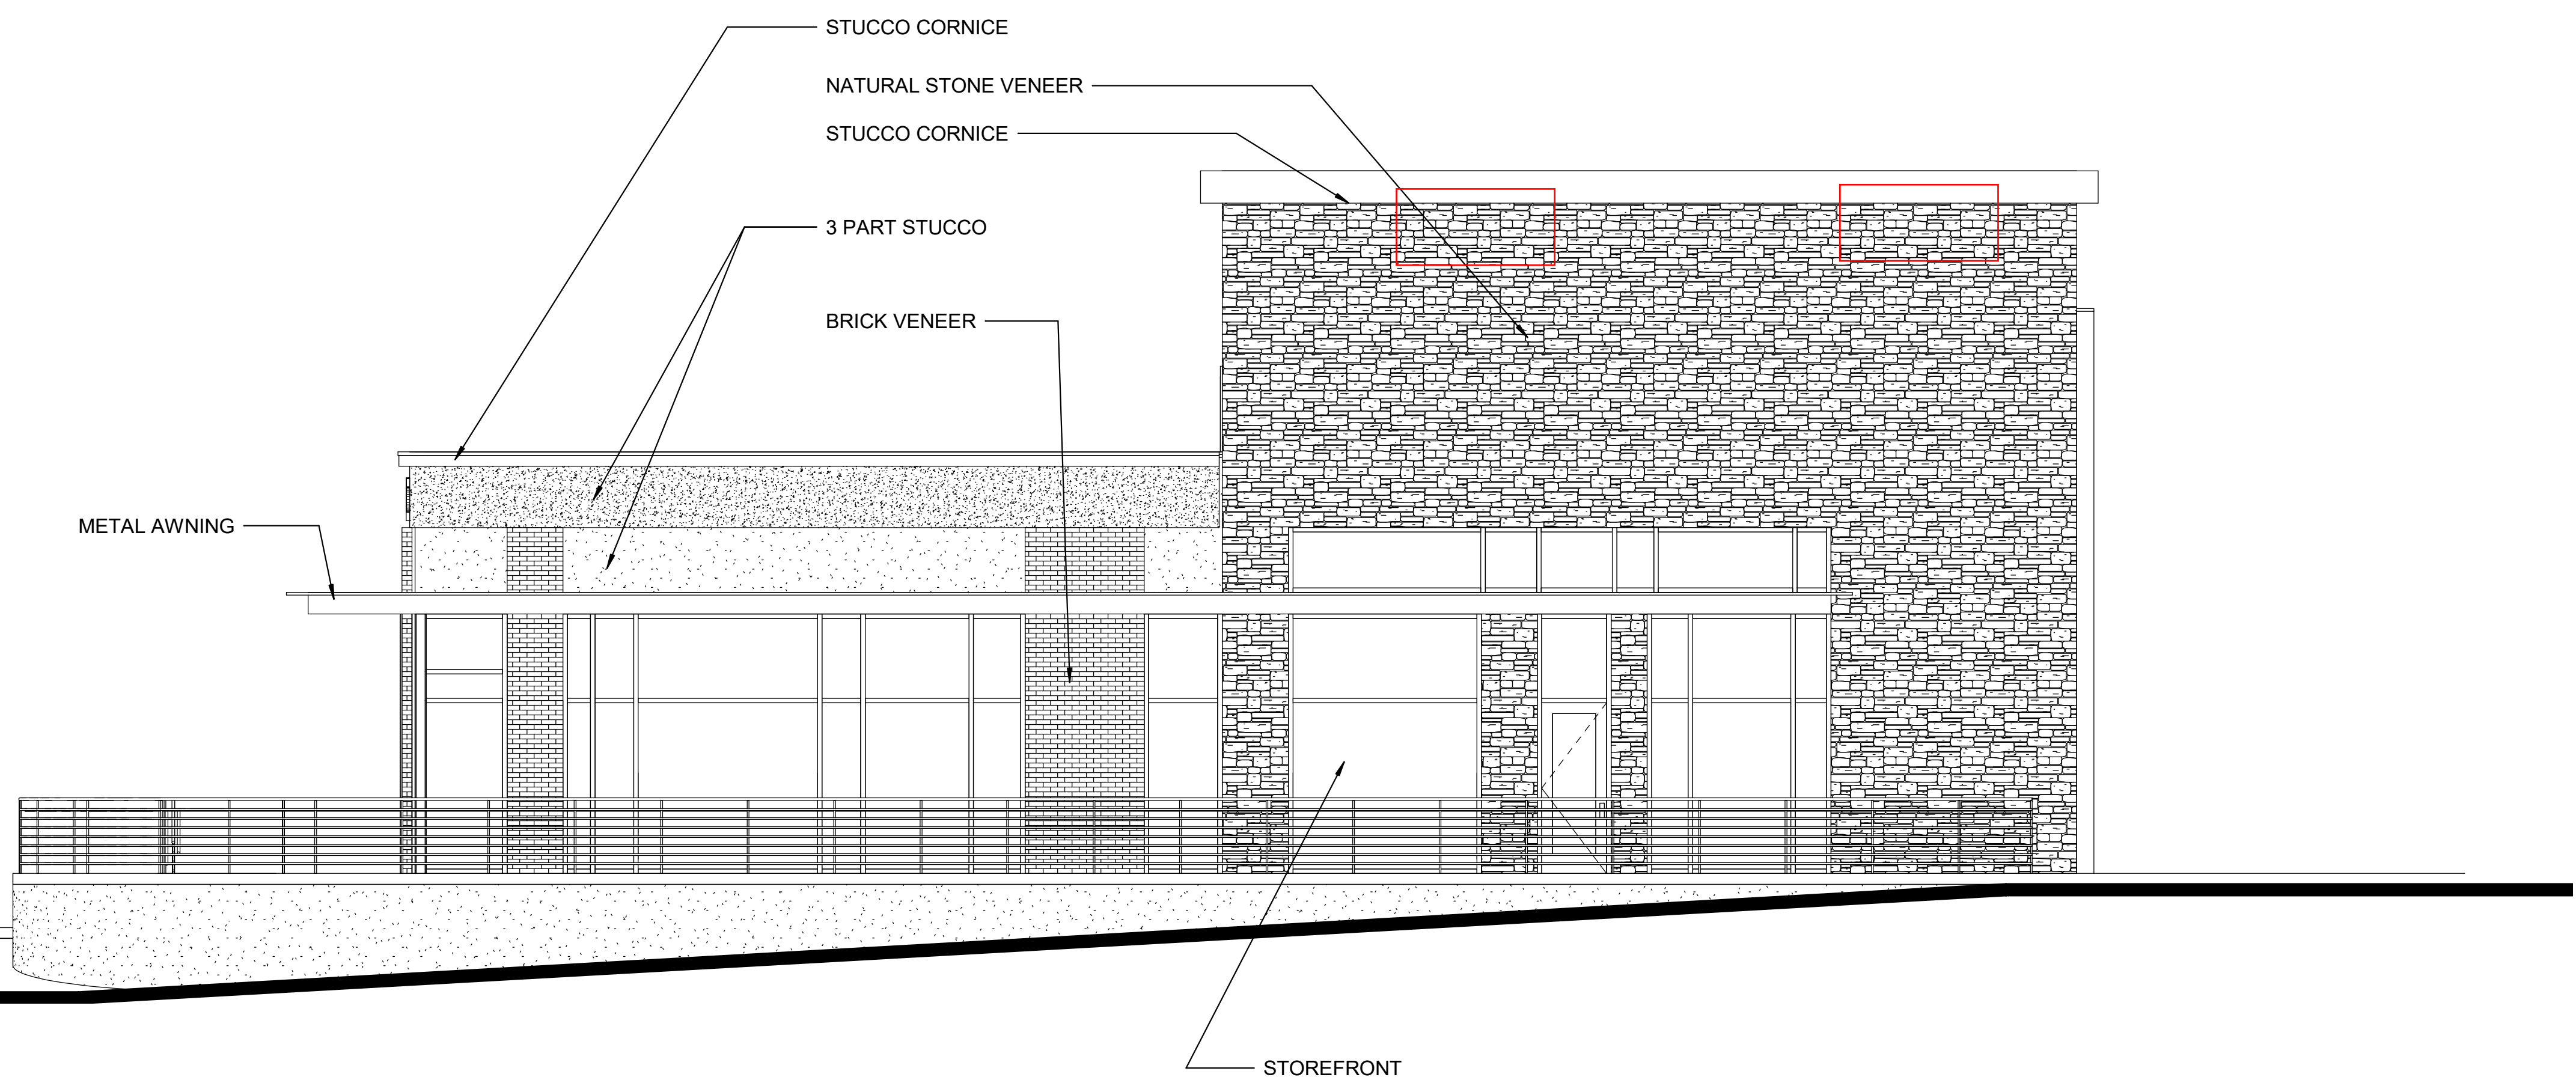 STUCCO CORNICE
NATURAL STONE VENEER
STUCCO CORNICE
3 PART STUCCO
BRICK VENEER
METAL AWNING
STOREFRONT